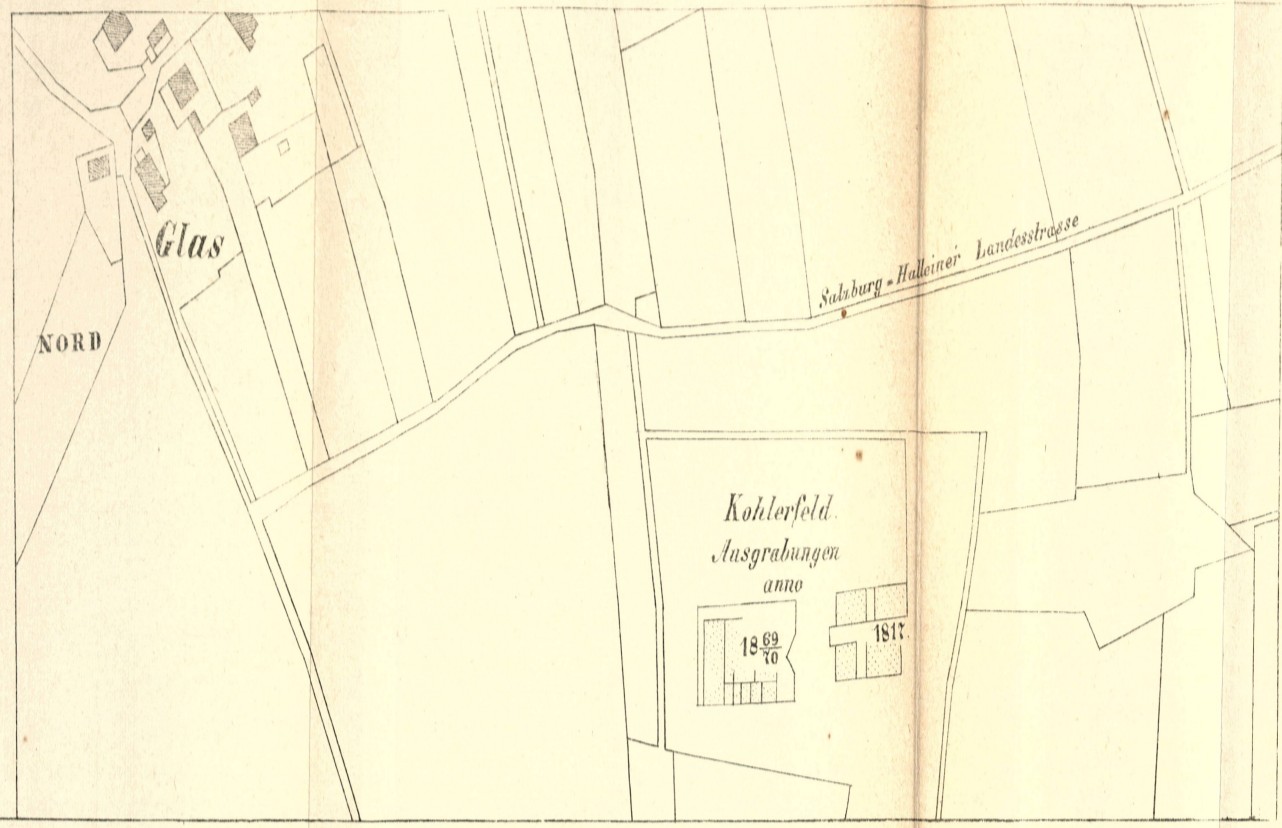 Glas
NORD
Salzburg-Halleiner Landesstrasse
Kohlerfeld.
Ausgrabungen
anno
18 69/70
1817.